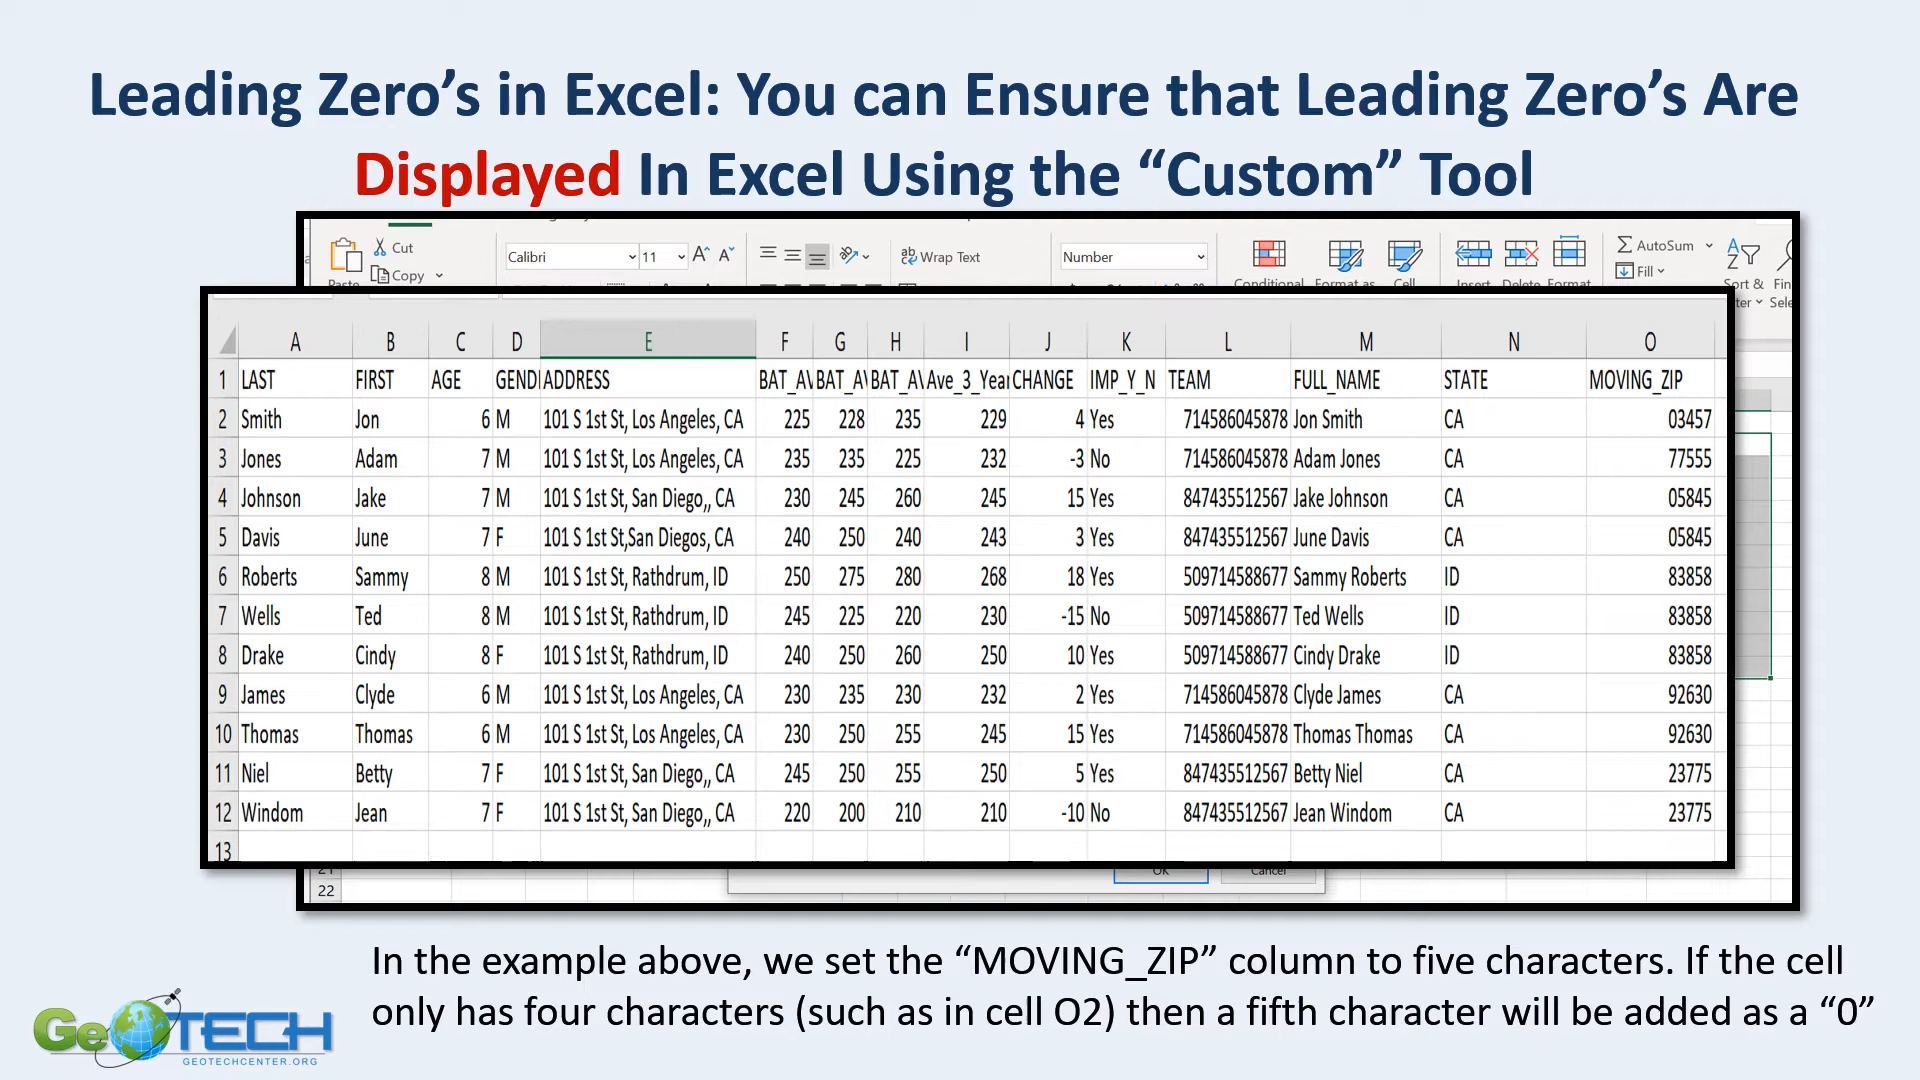 Leading Zero’s in Excel: You can Ensure that Leading Zero’s Are
Displayed In Excel Using the “Custom” Tool
Cut
Copy
Calibri
11
ab Wrap Text
Number
AutoSum
Fill
Sort &
A B C D E F G H I J K L M N O
1 LAST FIRST AGE GENDE ADDRESS BAT_AV BAT_AV BAT_AV Ave_3_Year CHANGE IMP_Y_N TEAM FULL_NAME STATE MOVING_ZIP
2 Smith Jon 6 M 101 S 1st St, Los Angeles, CA 225 228 235 229 4 Yes 714586045878 Jon Smith CA 03457
3 Jones Adam 7 M 101 S 1st St, Los Angeles, CA 235 235 225 232 -3 No 714586045878 Adam Jones CA 77555
4 Johnson Jake 7 M 101 S 1st St, San Diego,, CA 230 245 260 245 15 Yes 847435512567 Jake Johnson CA 05845
5 Davis June 7 F 101 S 1st St,San Diegos, CA 240 250 240 243 3 Yes 847435512567 June Davis CA 05845
6 Roberts Sammy 8 M 101 S 1st St, Rathdrum, ID 250 275 280 268 18 Yes 509714588677 Sammy Roberts ID 83858
7 Wells Ted 8 M 101 S 1st St, Rathdrum, ID 245 225 220 230 -15 No 509714588677 Ted Wells ID 83858
8 Drake Cindy 8 F 101 S 1st St, Rathdrum, ID 240 250 260 250 10 Yes 509714588677 Cindy Drake ID 83858
9 James Clyde 6 M 101 S 1st St, Los Angeles, CA 230 235 230 232 2 Yes 714586045878 Clyde James CA 92630
10 Thomas Thomas 6 M 101 S 1st St, Los Angeles, CA 230 250 255 245 15 Yes 714586045878 Thomas Thomas CA 92630
11 Niel Betty 7 F 101 S 1st St, San Diego,, CA 245 250 255 250 5 Yes 847435512567 Betty Niel CA 23775
12 Windom Jean 7 F 101 S 1st St, San Diego,, CA 220 200 210 210 -10 No 847435512567 Jean Windom CA 23775
13
22
In the example above, we set the “MOVING_ZIP” column to five characters. If the cell
only has four characters (such as in cell O2) then a fifth character will be added as a “0”
GeoTECH
GEOTECHCENTER.ORG